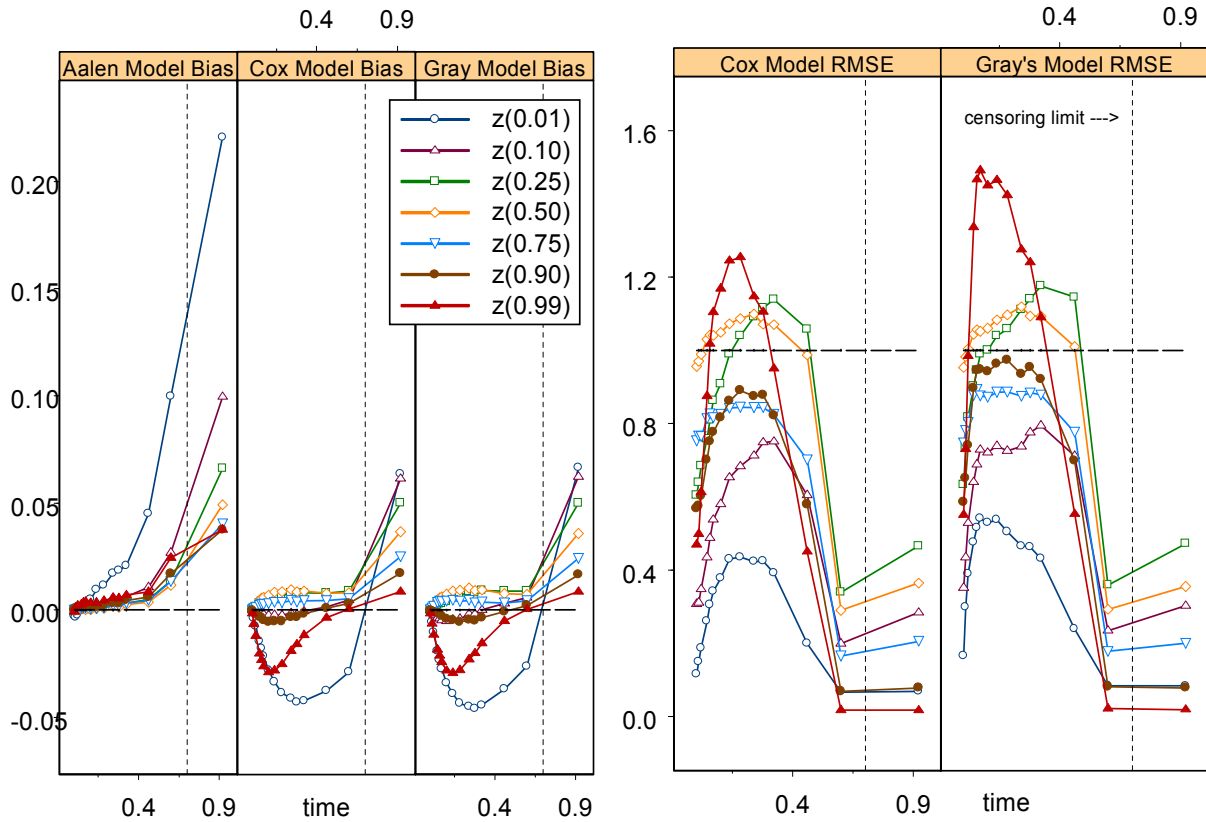 0.4
0.9
0.4
0.9
Aalen Model Bias
Cox Model Bias
Gray Model Bias
Cox Model RMSE
Gray's Model RMSE
z(0.01)
z(0.10)
z(0.25)
z(0.50)
z(0.75)
z(0.90)
z(0.99)
censoring limit --->
0.20
0.15
0.10
0.05
0.00
-0.05
1.6
1.2
0.8
0.4
0.0
0.4
0.9
time
0.4
0.9
0.4
0.9
time